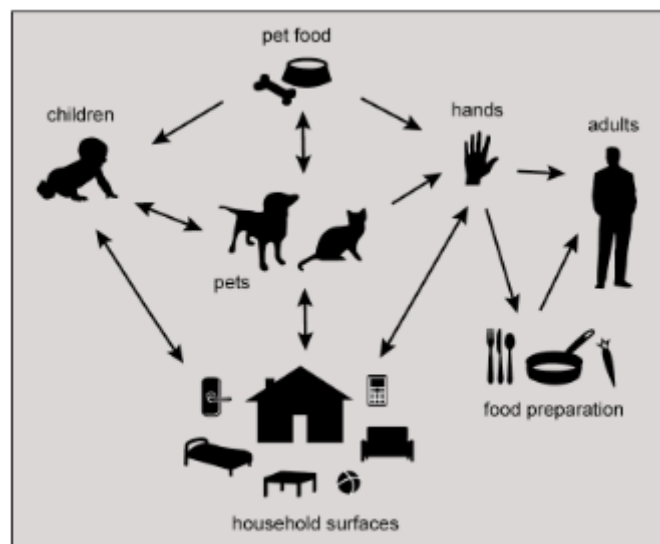 pet food
children
hands
adults
pets
food preparation
household surfaces